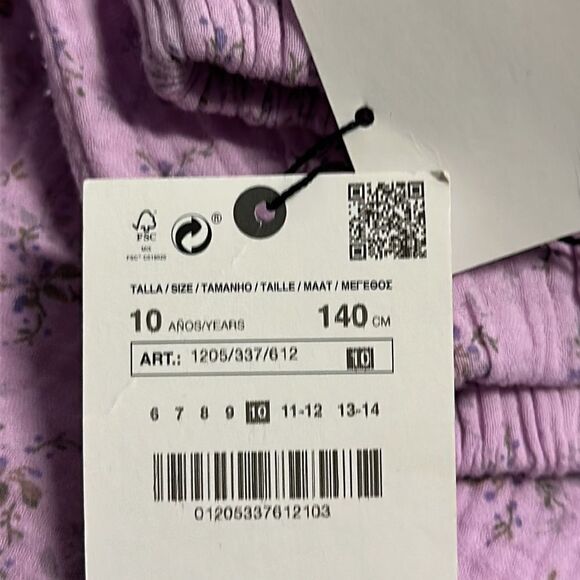 FSC
MIX
®
TALLA / SIZE / TAMANHO / TAILLE / MAAT / ΜΕΓΕΘΟΣ
10 AÑOS/YEARS 140 CM
ART.: 1205/337/612 10
6 7 8 9 10 11-12 13-14
01205337612103